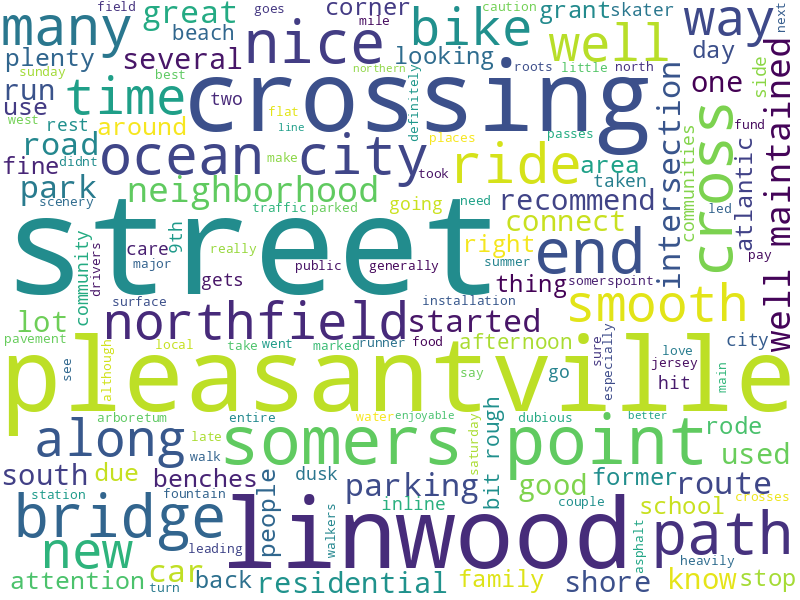 many
field
great
goes
corner
mile
bike
caution
grant
skater
way
next
plenty
beach
several
nice
looking
well
day
sunday
best
northern
roots
little
north
run
time
crossing
one
side
use
two
definitely
intersection
cross
well maintained
west
rest
around
flat
places
passes
fund
road
line
ocean city
ride
area
communities
atlantic
fine
didnt
make
took
taken
park
neighborhood
going
need
recommend
led
scenery
traffic
parked
connect
street
community
drivers
care
9th
really
right
summer
end
pay
major
gets
public
generally
thing
somerspoint
surface
installation
smooth
lot
northfield
started
pavement
although
local
take
went
marked
runner
food
afternoon
sure
especially
love
city
see
say
go
jersey
hit
main
pleasantville
arboretum
entire
water
enjoyable
dubious
better
along
late
walk
somers point
saturday
bit rough
rode
used
south
due
benches
people
dusk
parking
good
former
route
station
fountain
inline
couple
school
crosses
bridge
linwood
path
walkers
asphalt
new
leading
heavily
attention
car
turn
back
residential
family
shore
know
stop